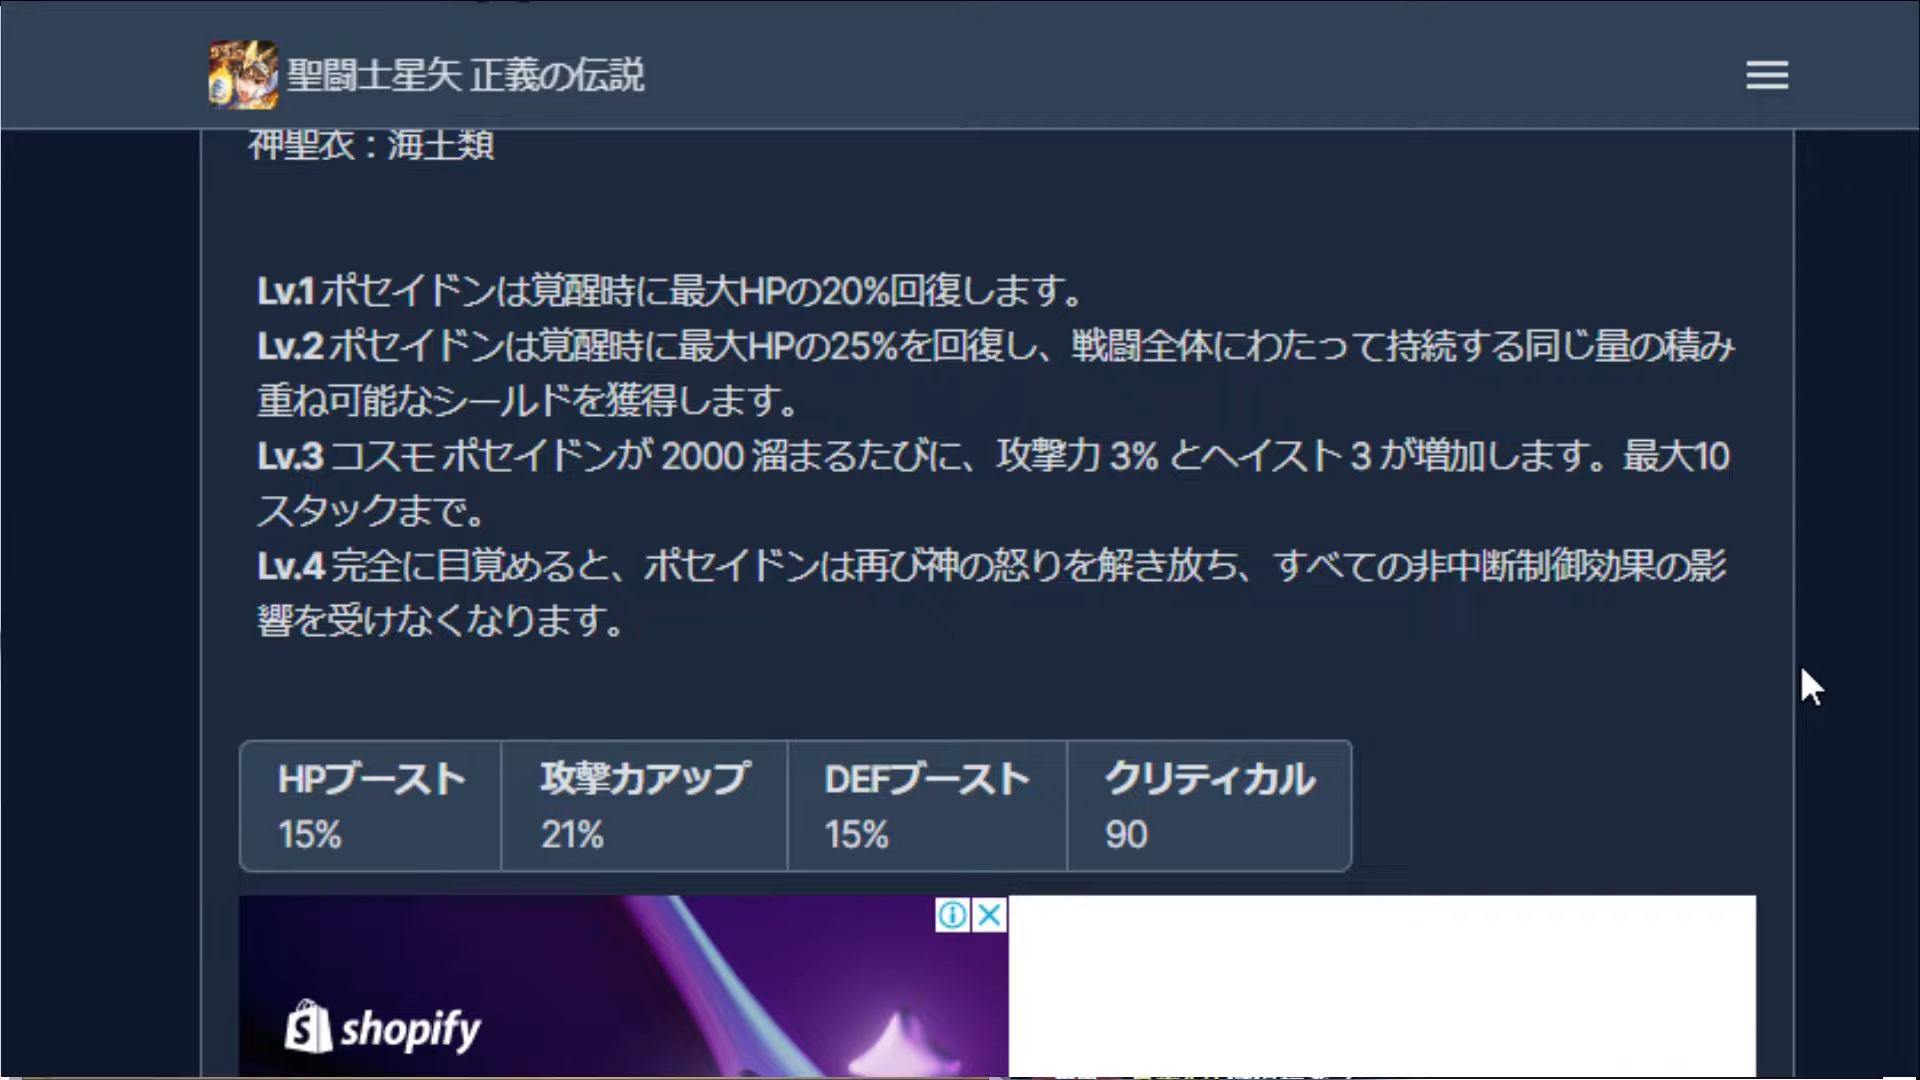 聖闘士星矢 正義の伝説
神聖衣：海王類
Lv.1 ポセイドンは覚醒時に最大HPの20%回復します。
Lv.2 ポセイドンは覚醒時に最大HPの25%を回復し、戦闘全体にわたって持続する同じ量の積み
重ね可能なシールドを獲得します。
Lv.3 コスモ ポセイドンが 2000 溜まるたびに、攻撃力 3% とヘイスト 3 が増加します。最大10
スタックまで。
Lv.4 完全に目覚めると、ポセイドンは再び神の怒りを解き放ち、すべての非中断制御効果の影
響を受けなくなります。
HPブースト 攻撃力アップ DEFブースト クリティカル
15% 21% 15% 90
shopify